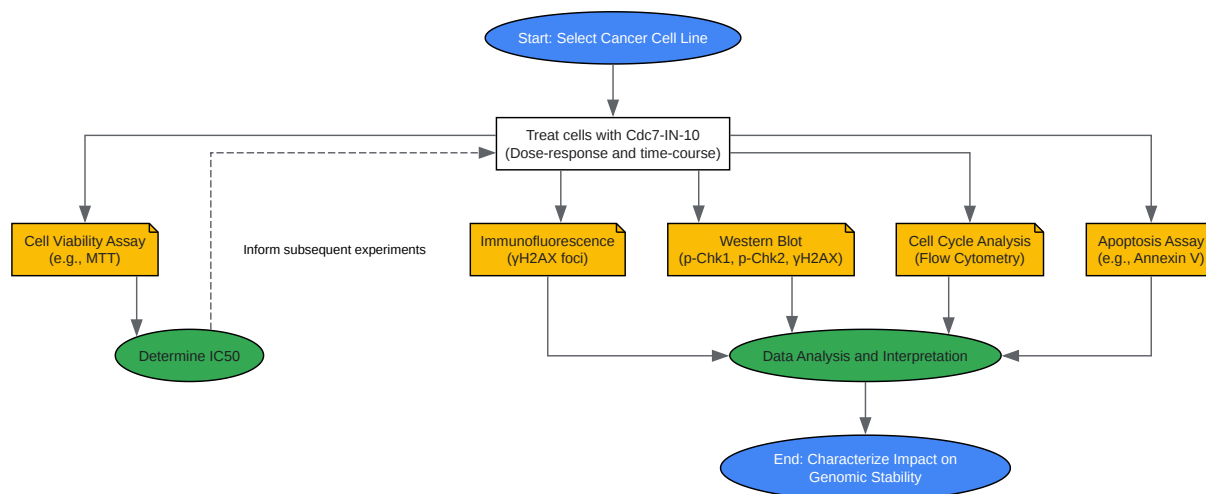 Start: Select Cancer Cell Line
Treat cells with Cdc7-IN-10
(Dose-response and time-course)
Cell Viability Assay
(e.g., MTT)
Inform subsequent experiments
Immunofluorescence
(γH2AX foci)
Western Blot
(p-Chk1, p-Chk2, γH2AX)
Cell Cycle Analysis
(Flow Cytometry)
Apoptosis Assay
(e.g., Annexin V)
Determine IC50
Data Analysis and Interpretation
End: Characterize Impact on
Genomic Stability